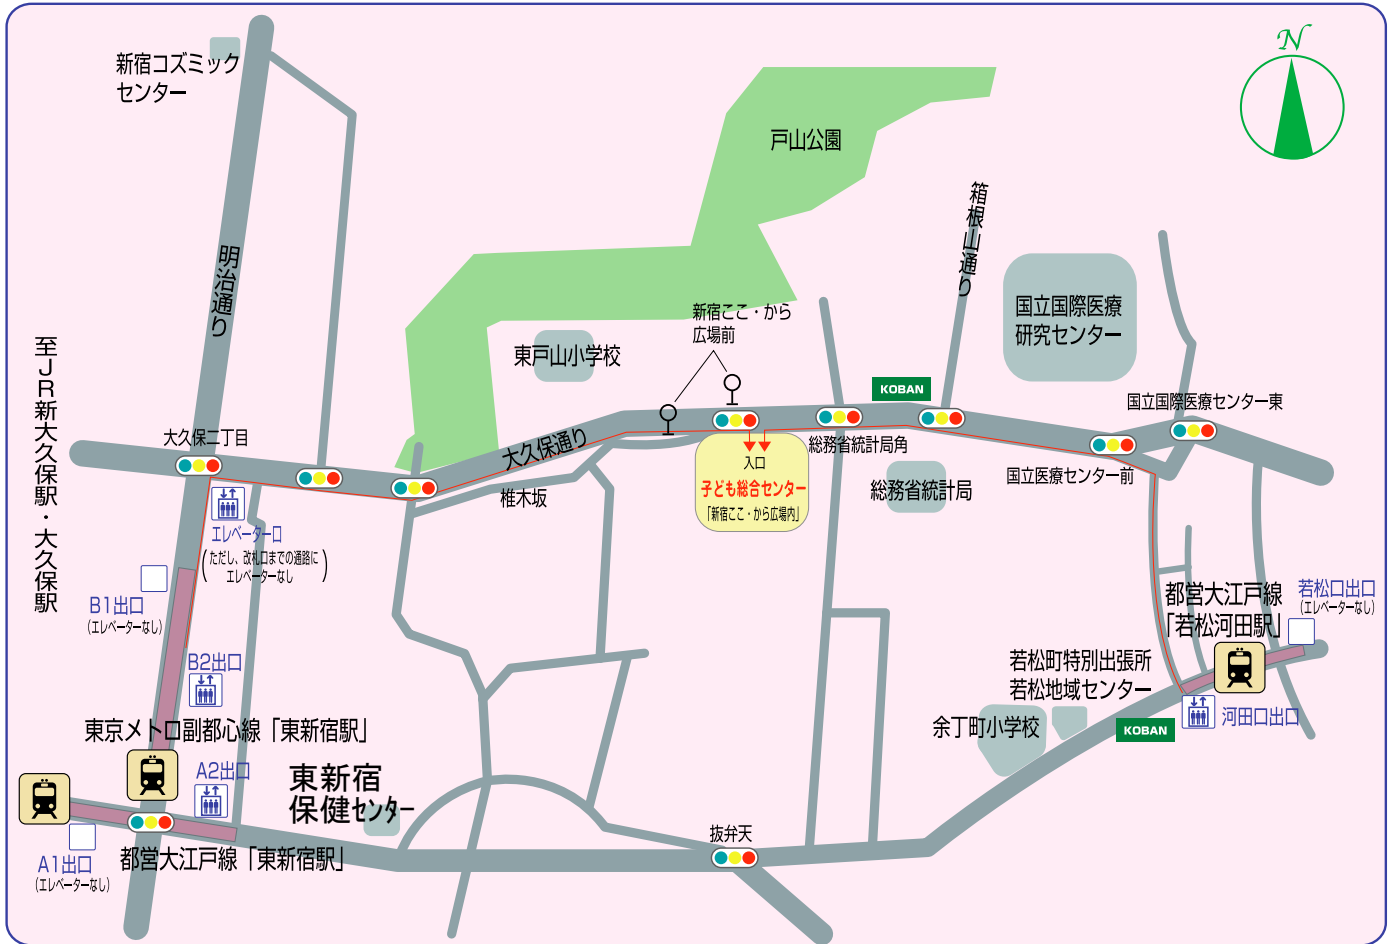 N
新宿コズミック
センター
戸山公園
箱根山通り
明治通り
国立国際医療
研究センター
新宿ここ・から
広場前
東戸山小学校
至JR新大久保駅・大久保駅
KOBAN
国立国際医療センター東
大久保二丁目
大久保通り
総務省統計局角
入口
子ども総合センター
「新宿ここ・から広場内」
総務省統計局
国立医療センター前
椎木坂
エレベーター口
(ただし、改札口までの通路に
エレベーターなし)
B1出口
(エレベーターなし)
都営大江戸線
「若松河田駅」
若松口出口
(エレベーターなし)
B2出口
若松町特別出張所
若松地域センター
余丁町小学校
KOBAN
河田口出口
東京メトロ副都心線「東新宿駅」
A2出口
東新宿
保健センター
抜弁天
A1出口
(エレベーターなし)
都営大江戸線「東新宿駅」